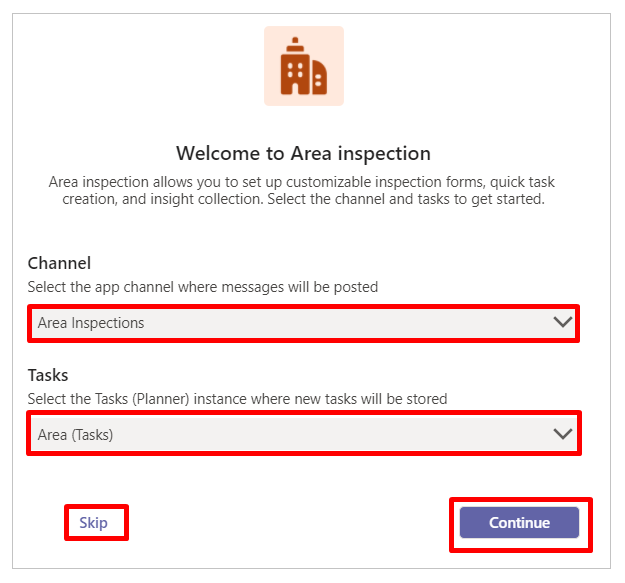 Welcome to Area inspection
Area inspection allows you to set up customizable inspection forms, quick task
creation, and insight collection. Select the channel and tasks to get started.
Channel
Select the app channel where messages will be posted
Area Inspections
Tasks
Select the Tasks (Planner) instance where new tasks will be stored
Area (Tasks)
Skip
Continue